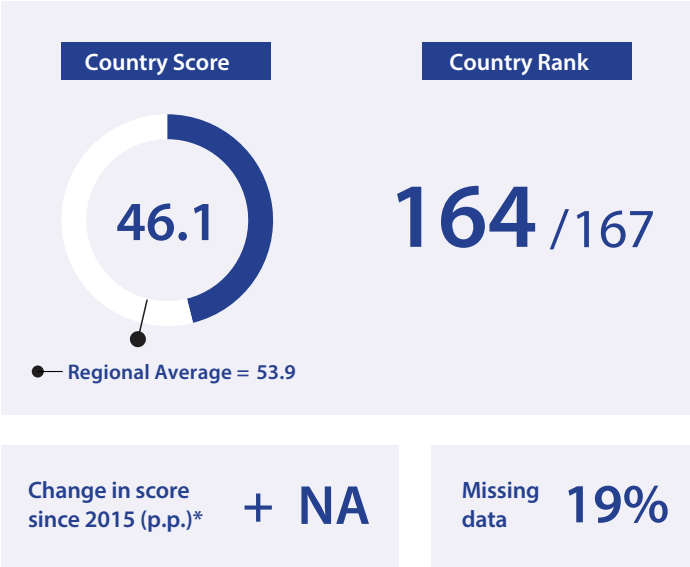 Country Score
Country Rank
46.1
164 /167
Regional Average = 53.9
Change in score
since 2015 (p.p.)*
+ NA
Missing
data
19%